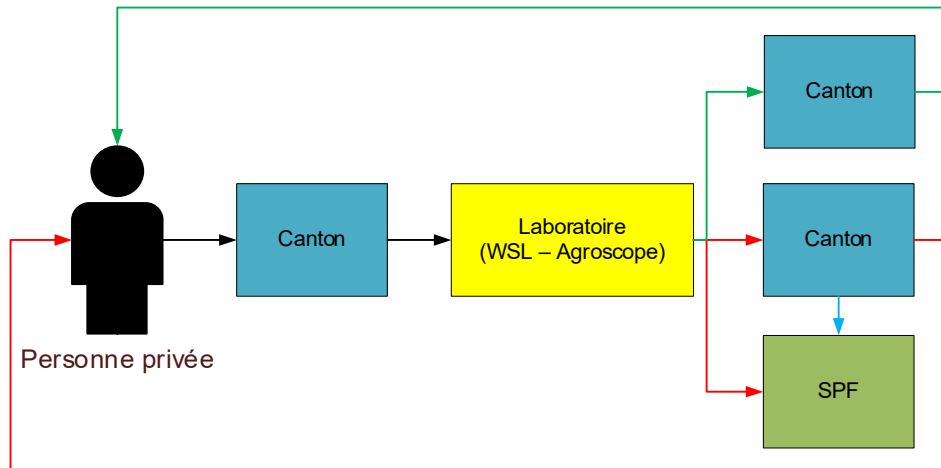 Canton
Canton
Laboratoire
(WSL – Agroscope)
Canton
Personne privée
SPF